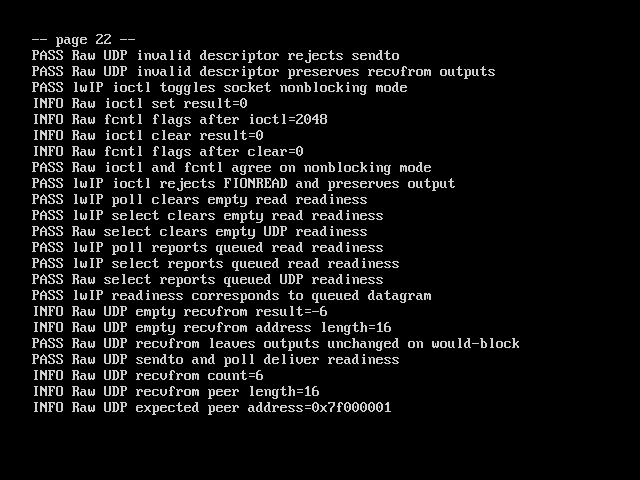 -- page 22 --
PASS Raw UDP invalid descriptor rejects sendto
PASS Raw UDP invalid descriptor preserves recvfrom outputs
PASS lwIP ioctl toggles socket nonblocking mode
INFO Raw ioctl set result=0
INFO Raw fcntl flags after ioctl=2048
INFO Raw ioctl clear result=0
INFO Raw fcntl flags after clear=0
PASS Raw ioctl and fcntl agree on nonblocking mode
PASS lwIP ioctl rejects FIONREAD and preserves output
PASS lwIP poll clears empty read readiness
PASS lwIP select clears empty read readiness
PASS Raw select clears empty UDP readiness
PASS lwIP poll reports queued read readiness
PASS lwIP select reports queued read readiness
PASS Raw select reports queued UDP readiness
PASS lwIP readiness corresponds to queued datagram
INFO Raw UDP empty recvfrom result=-6
INFO Raw UDP empty recvfrom address length=16
PASS Raw UDP recvfrom leaves outputs unchanged on would-block
PASS Raw UDP sendto and poll deliver readiness
INFO Raw UDP recvfrom count=6
INFO Raw UDP recvfrom peer length=16
INFO Raw UDP expected peer address=0x7f000001